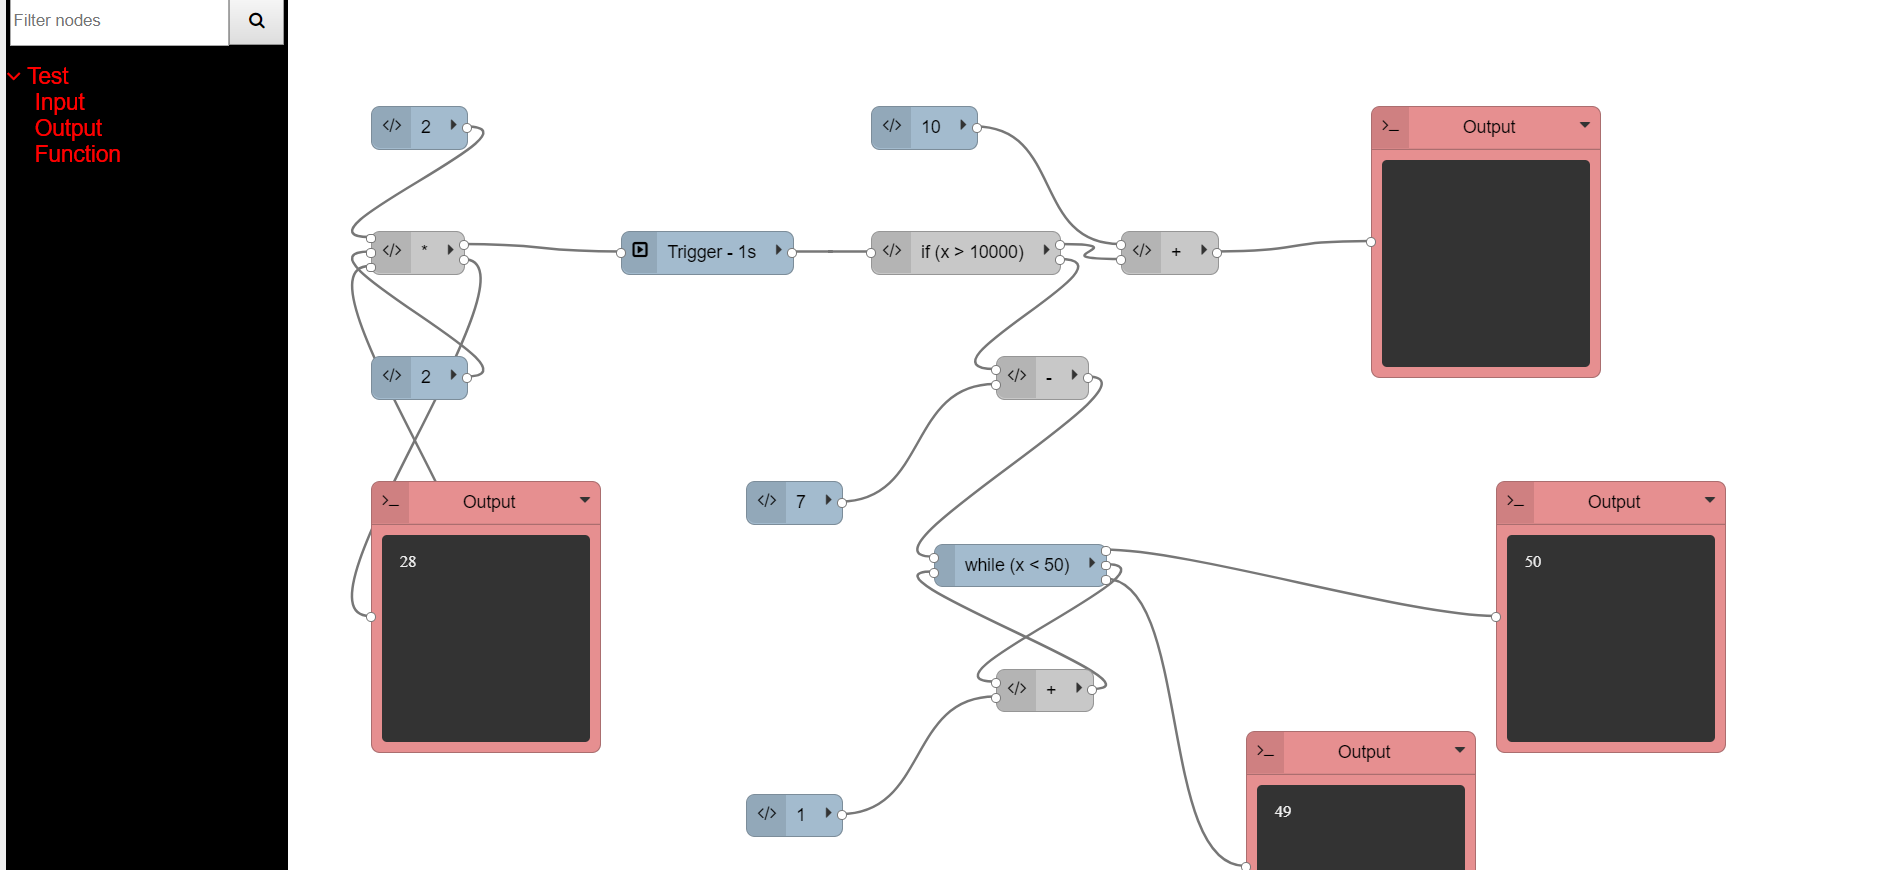 Filter nodes
Test
Input
Output
Function
</> 2
</> 10
>_ Output
</> *
Trigger - 1s
</> if (x > 10000)
</> +
</> 2
</> -
>_ Output
28
</> 7
>_ Output
50
while (x < 50)
</> +
>_ Output
49
</> 1